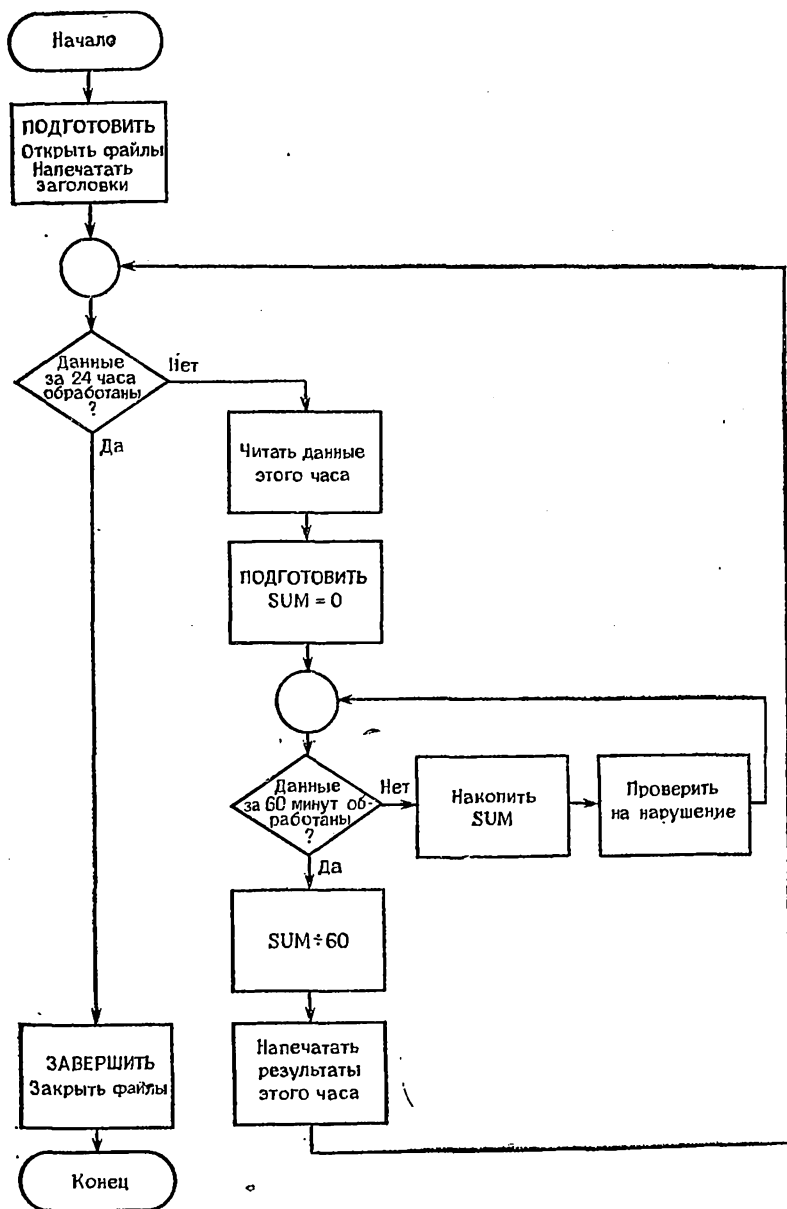 Начало
ПОДГОТОВИТЬ
Открыть файлы
Напечатать
заголовки
Данные
за 24 часа
обработаны
?
Нет
Да
Читать данные
этого часа
ПОДГОТОВИТЬ
SUM = 0
Данные
за 60 минут об-
работаны
?
Нет
Накопить
SUM
Проверить
на нарушение
Да
SUM÷60
Напечатать
результаты
этого часа
ЗАВЕРШИТЬ
Закрыть файлы
Конец